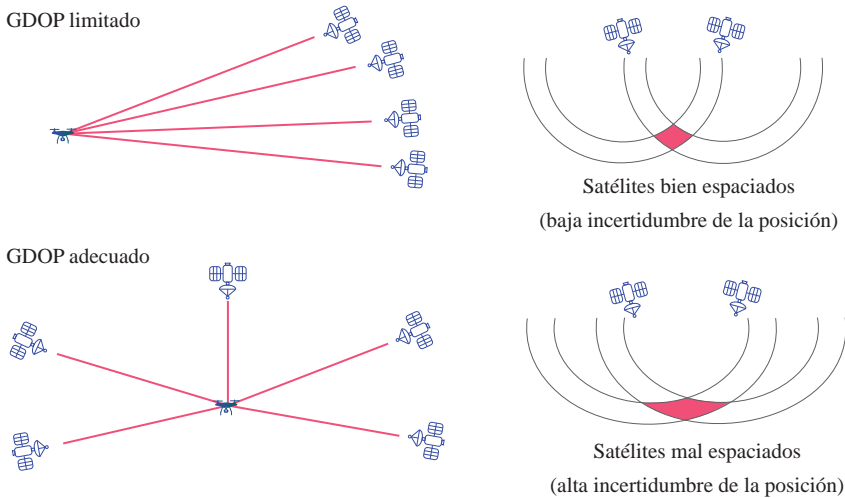 GDOP limitado
Satélites bien espaciados
(baja incertidumbre de la posición)
GDOP adecuado
Satélites mal espaciados
(alta incertidumbre de la posición)